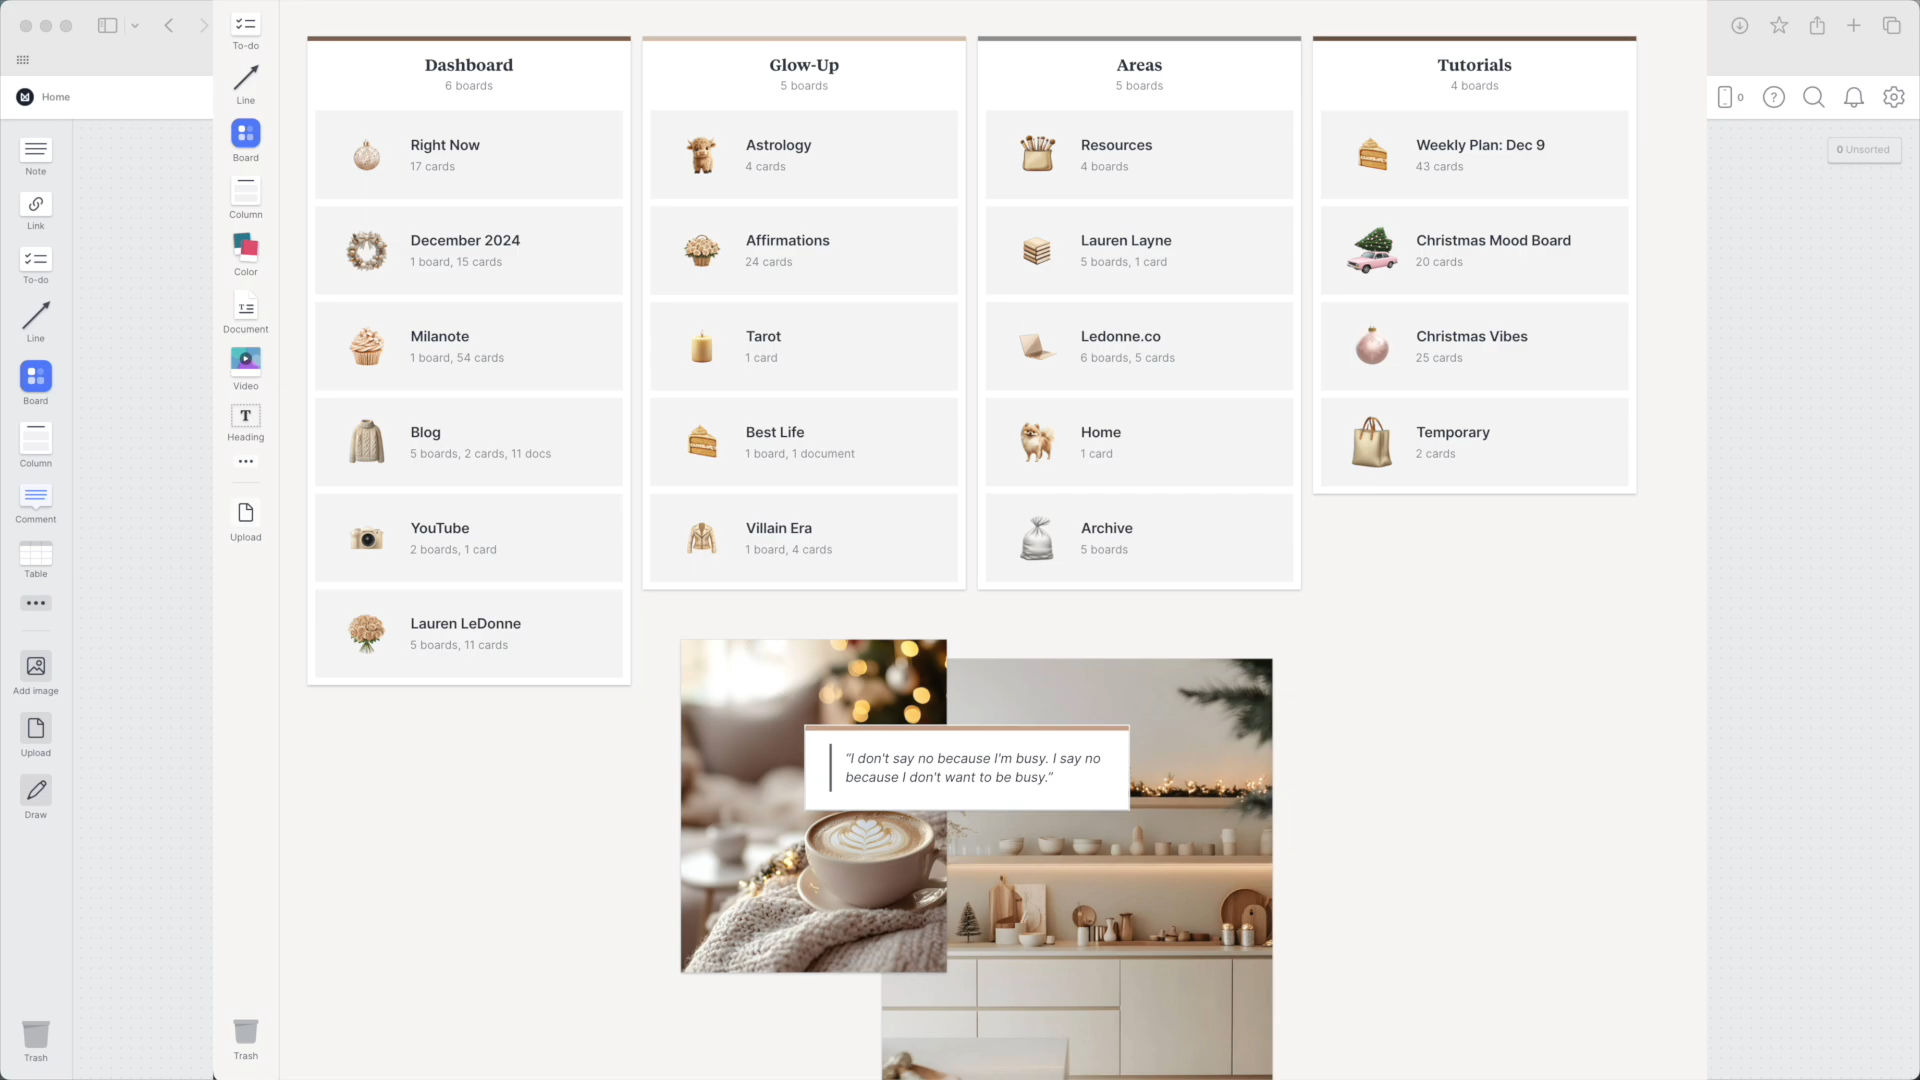 Home
Note
Link
To-do
Line
Board
Column
Comment
Table
Add image
Upload
Draw
Trash
To-do
Line
Board
Column
Color
Document
Video
T
Heading
Upload
Trash
Dashboard
6 boards
Right Now
17 cards
December 2024
1 board, 15 cards
Milanote
1 board, 54 cards
Blog
5 boards, 2 cards, 11 docs
YouTube
2 boards, 1 card
Lauren LeDonne
5 boards, 11 cards
Glow-Up
5 boards
Astrology
4 cards
Affirmations
24 cards
Tarot
1 card
Best Life
1 board, 1 document
Villain Era
1 board, 4 cards
Areas
5 boards
Resources
4 boards
Lauren Layne
5 boards, 1 card
Ledonne.co
6 boards, 5 cards
Home
1 card
Archive
5 boards
Tutorials
4 boards
Weekly Plan: Dec 9
43 cards
Christmas Mood Board
20 cards
Christmas Vibes
25 cards
Temporary
2 cards
“I don't say no because I'm busy. I say no
because I don't want to be busy.”
0
?
0 Unsorted